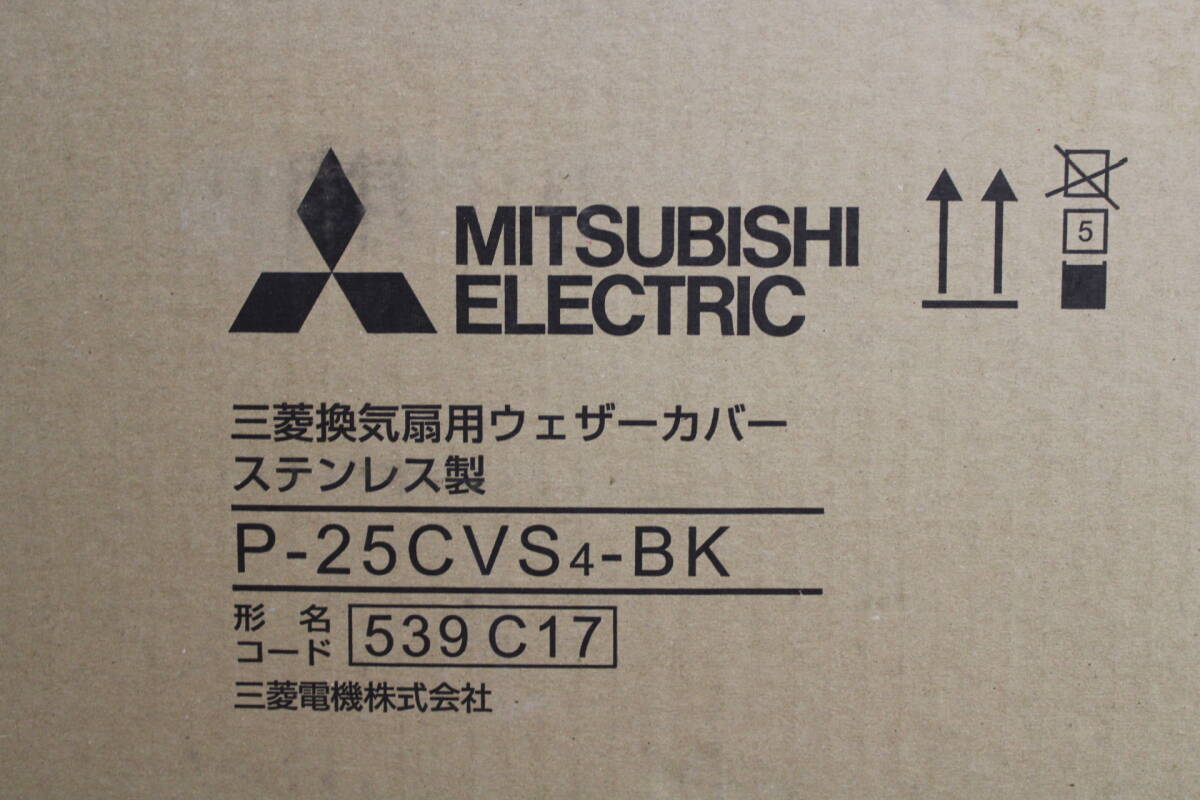 MITSUBISHI
ELECTRIC
5
三菱換気扇用ウェザーカバー
ステンレス製
P-25CVS4-BK
形名
コード 539 C17
三菱電機株式会社